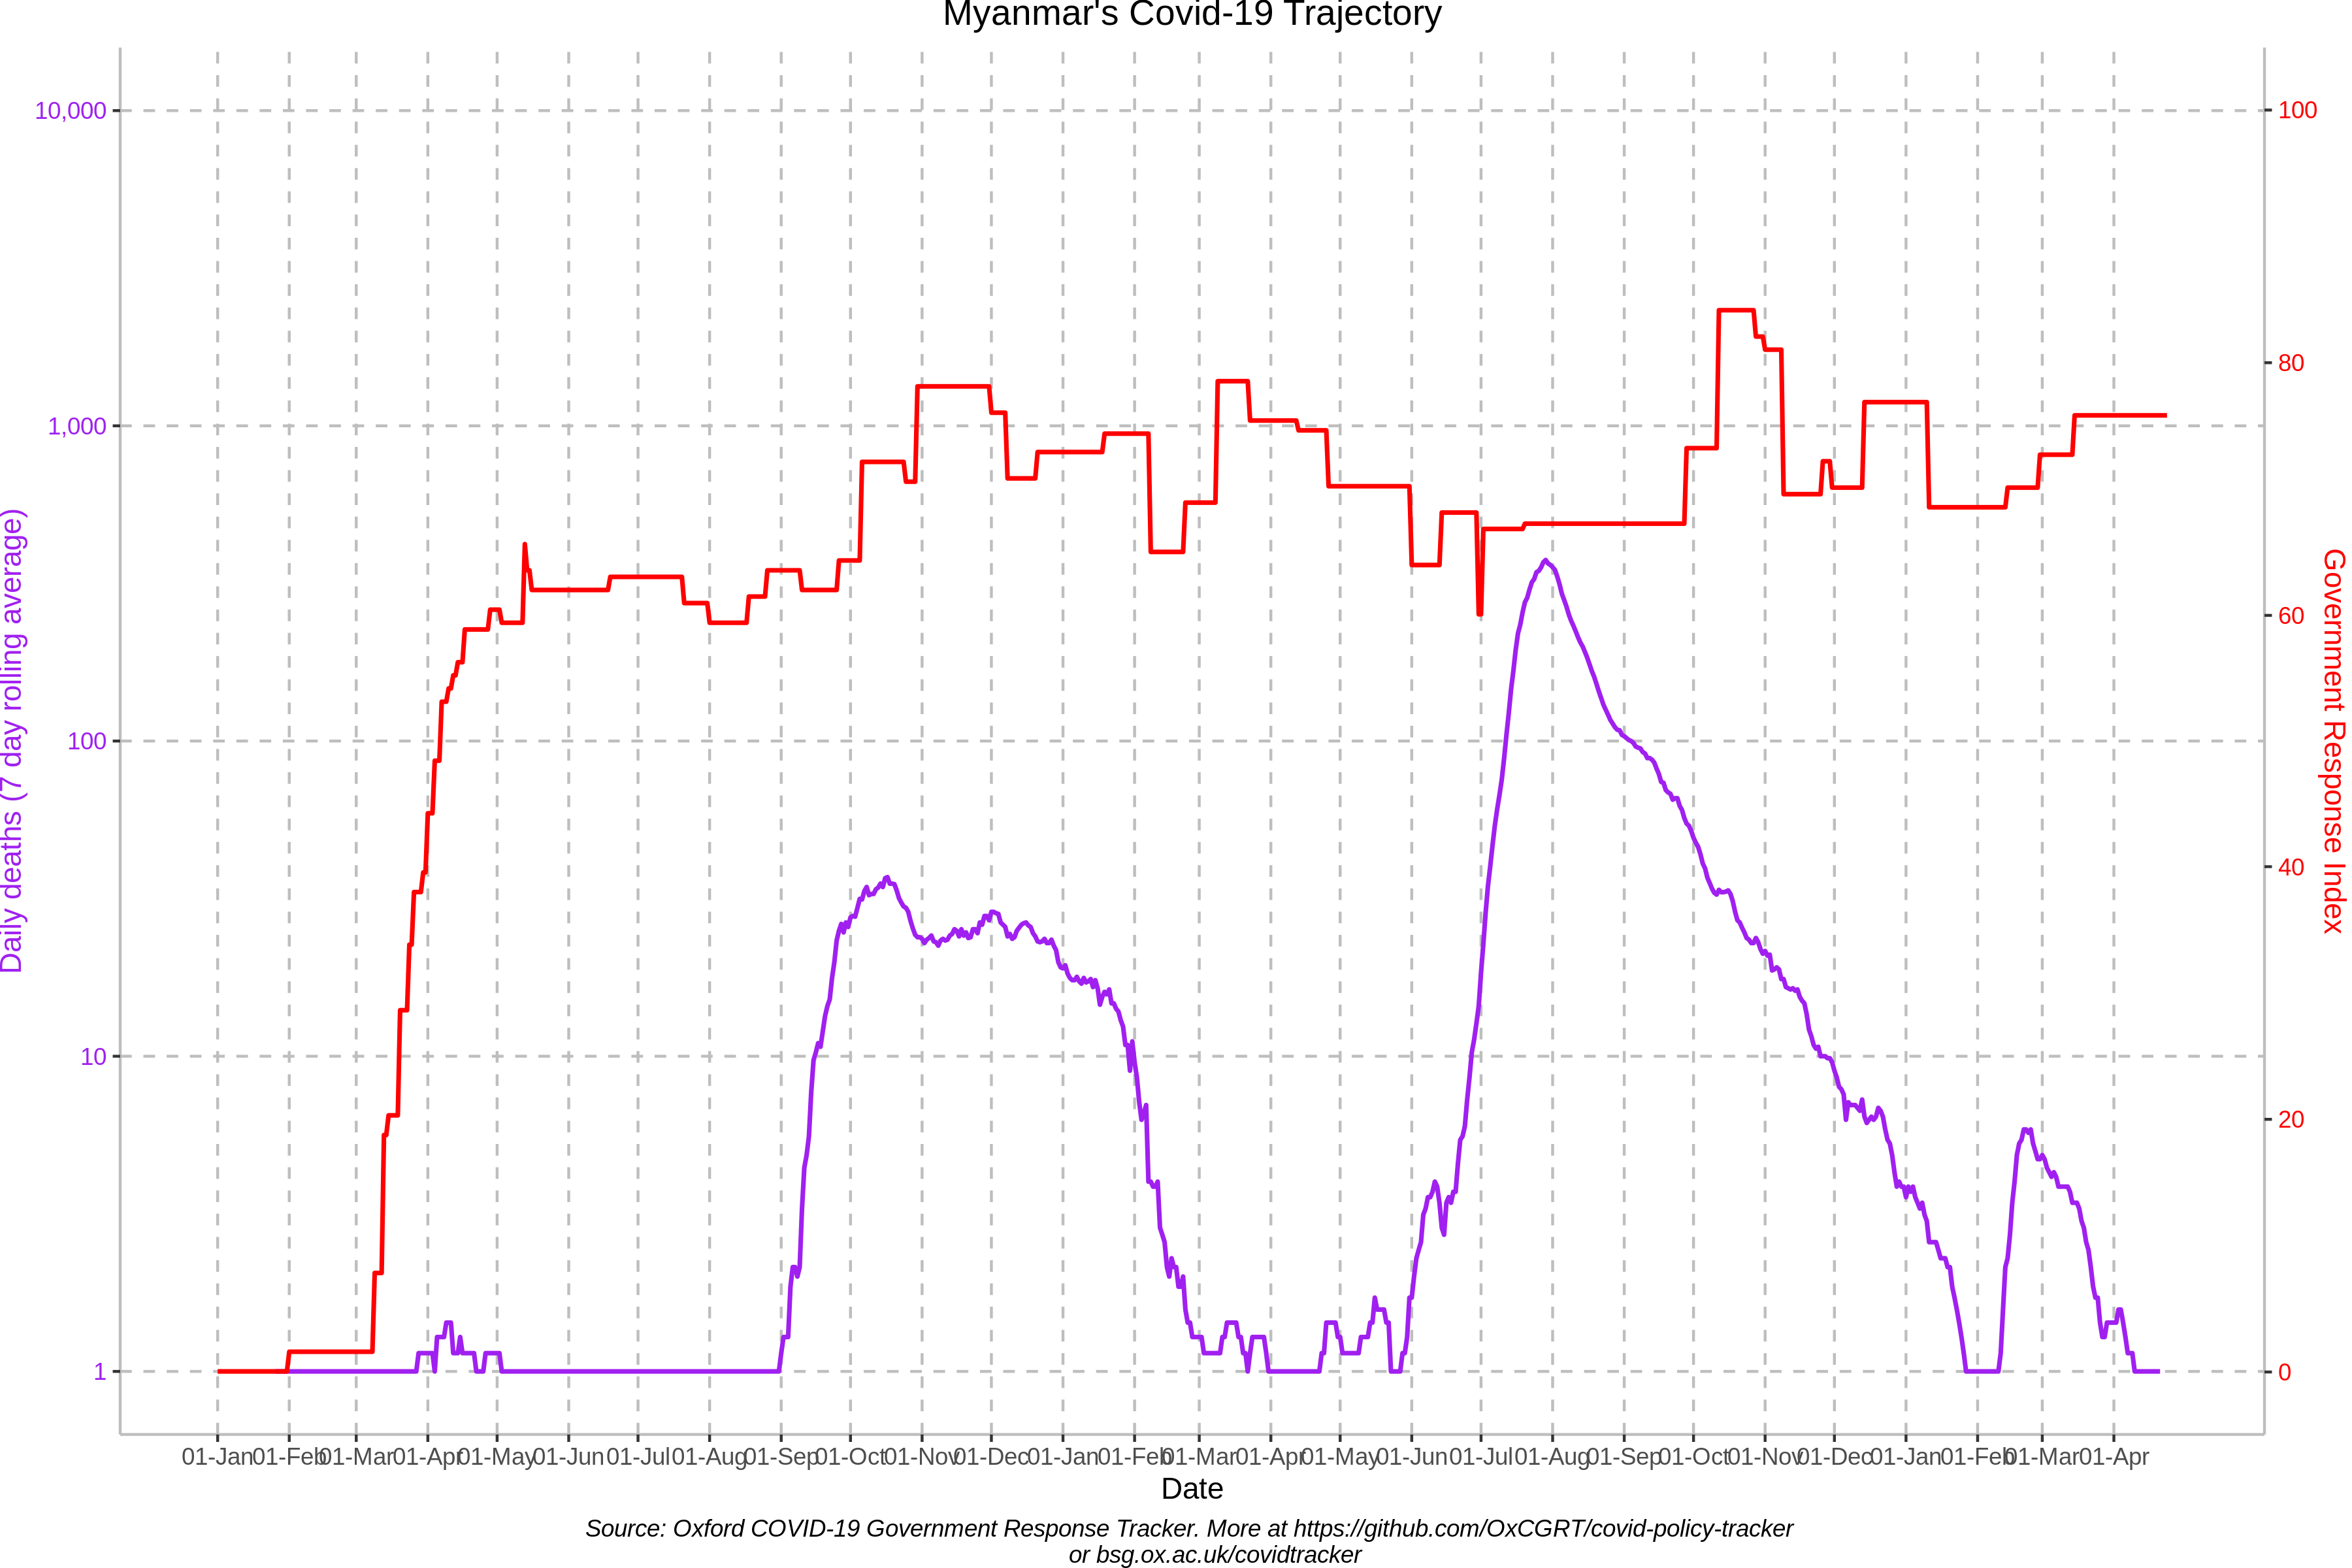 Myanmar's Covid-19 Trajectory
10,000
1,000
100
10
1
Daily deaths (7 day rolling average)
100
80
60
40
20
0
Government Response Index
01-Jan 01-Feb 01-Mar 01-Apr 01-May 01-Jun 01-Jul 01-Aug 01-Sep 01-Oct 01-Nov 01-Dec 01-Jan 01-Feb 01-Mar 01-Apr 01-May 01-Jun 01-Jul 01-Aug 01-Sep 01-Oct 01-Nov 01-Dec 01-Jan 01-Feb 01-Mar 01-Apr
Date
Source: Oxford COVID-19 Government Response Tracker. More at https://github.com/OxCGRT/covid-policy-tracker
or bsg.ox.ac.uk/covidtracker